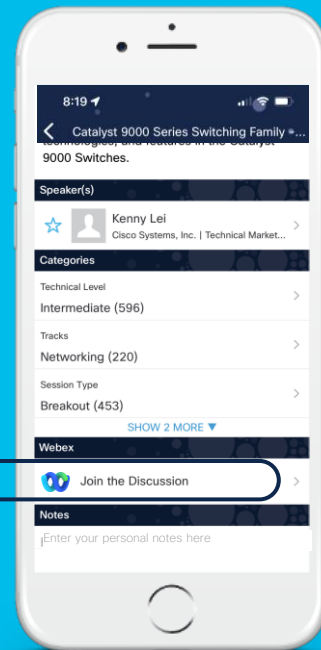 8:19
Catalyst 9000 Series Switching Family -...
technologies, and features in the Catalyst
9000 Switches.
Speaker(s)
Kenny Lei
Cisco Systems, Inc. | Technical Market...
Categories
Technical Level
Intermediate (596)
Tracks
Networking (220)
Session Type
Breakout (453)
SHOW 2 MORE ▼
Webex
Join the Discussion
Notes
Enter your personal notes here